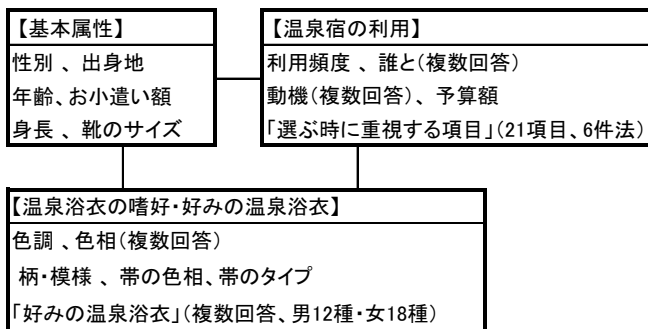 【基本属性】
性別 、出身地
年齢、お小遣い額
身長 、靴のサイズ
【温泉宿の利用】
利用頻度 、誰と(複数回答)
動機(複数回答)、 予算額
「選ぶ時に重視する項目」(21項目、6件法)
【温泉浴衣の嗜好・好みの温泉浴衣】
色調 、色相(複数回答)
柄・模様 、 帯の色相、帯のタイプ
「好みの温泉浴衣」(複数回答、男12種・女18種)